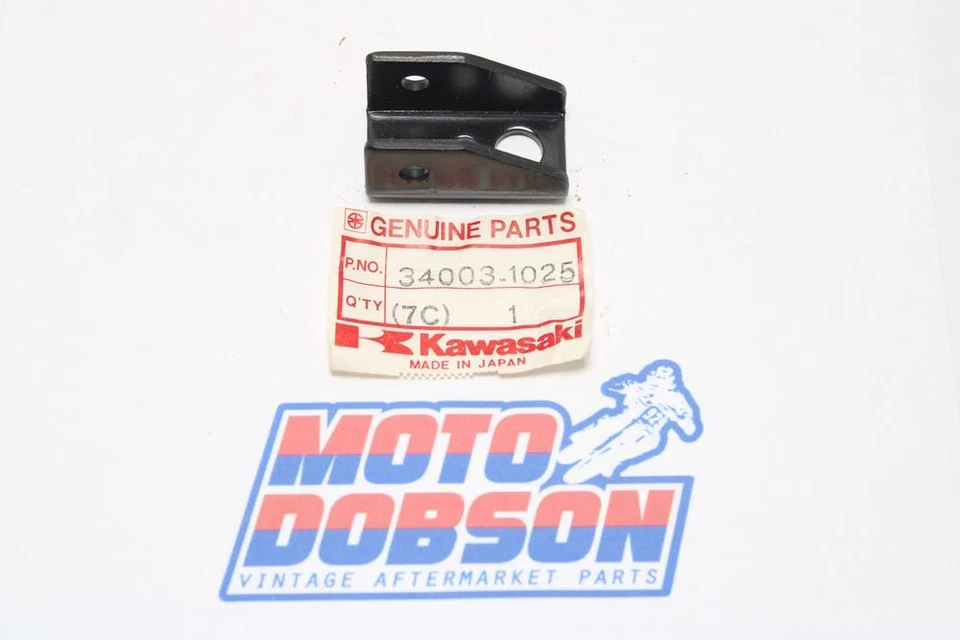 GENUINE PARTS
P.NO. 34003-1025
Q'TY (7C) 1
Kawasaki
MADE IN JAPAN
MOTO
DOBSON
VINTAGE AFTERMARKET PARTS